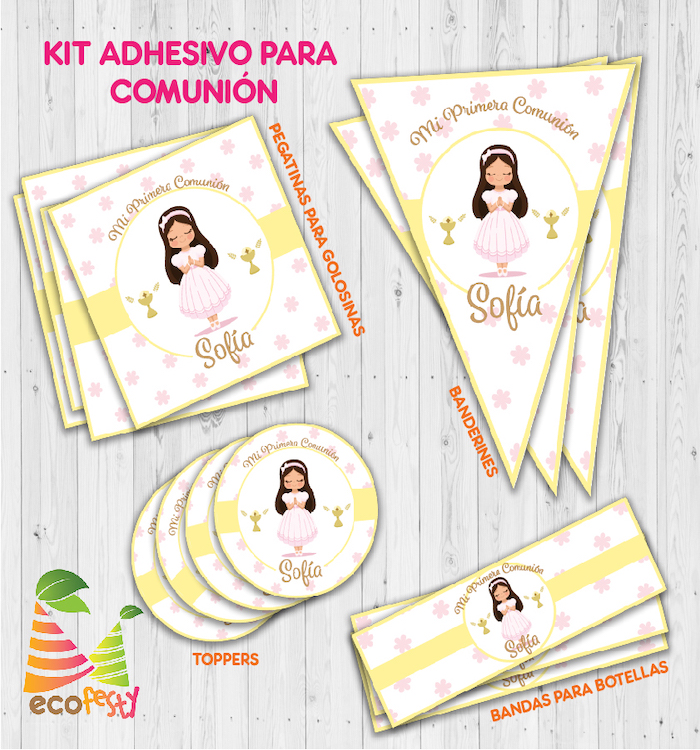 KIT ADHESIVO PARA
COMUNIÓN
PEGATINAS PARA GOLOSINAS
Mi Primera Comunión
Sofía
Mi Primera Comunión
Sofía
BANDERINES
Mi Primera Comunión
Sofía
TOPPERS
Mi Primera Comunión
Sofía
BANDAS PARA BOTELLAS
ecofesty